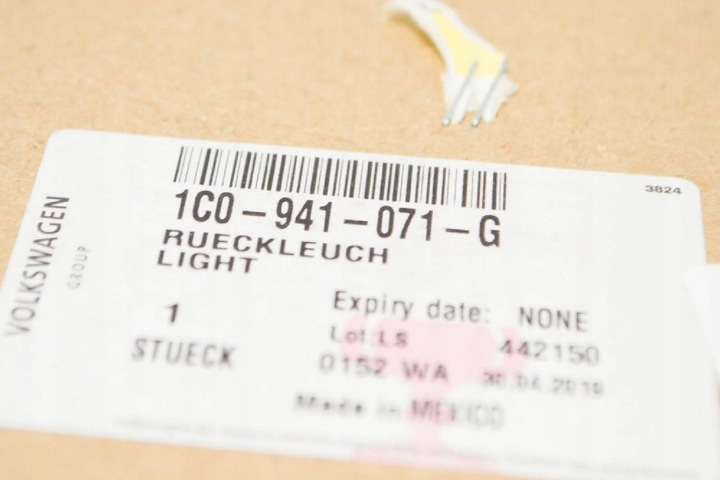 3824
1C0-941-071-G
RUECKLEUCH
LIGHT
VOLKSWAGEN
GROUP
1
STUECK
Expiry date: NONE
Lot:LS 442150
0152 WA 30.04.2019
Made in MEXICO